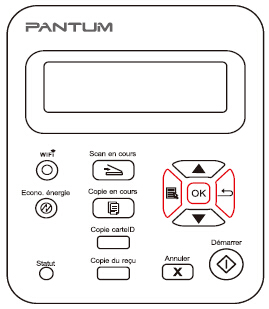 PANTUM
WiFi
Scan en cours
Econo. énergie
Copie en cours
OK
Copie carteID
Démarrer
Statut
Copie du reçu
Annuler
X